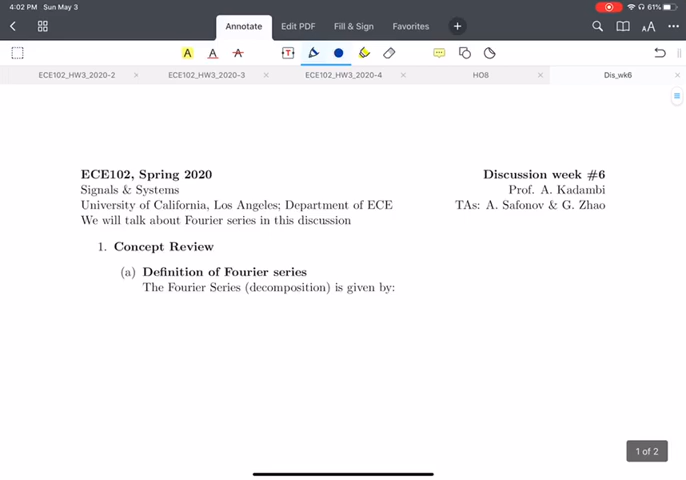 4:02 PM Sun May 3
61%
Annotate Edit PDF Fill & Sign Favorites +
AA
A A A T
ECE102_HW3_2020-2 ECE102_HW3_2020-3 × ECE102_HW3_2020-4 × HO8 × Dis_wk6 ×
ECE102, Spring 2020 Discussion week #6
Signals & Systems Prof. A. Kadambi
University of California, Los Angeles; Department of ECE TAs: A. Safonov & G. Zhao
We will talk about Fourier series in this discussion
1. Concept Review
(a) Definition of Fourier series
The Fourier Series (decomposition) is given by:
1 of 2